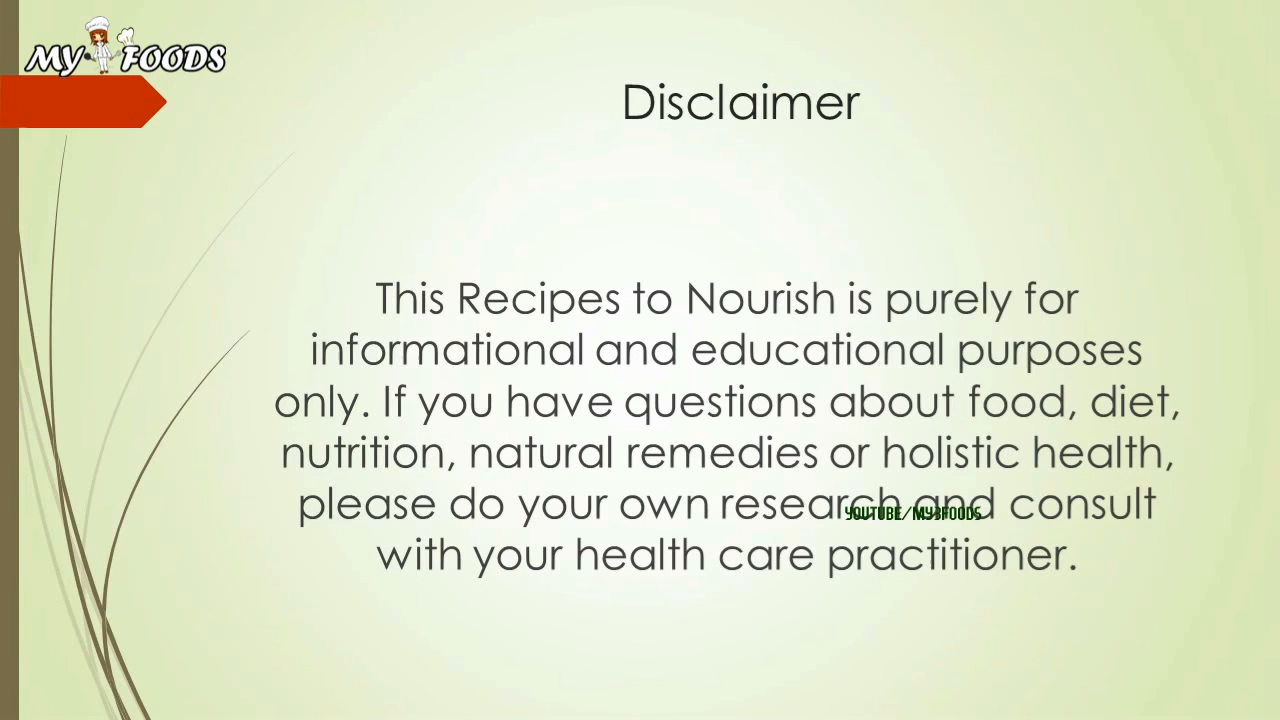 MY FOODS
Disclaimer
This Recipes to Nourish is purely for
informational and educational purposes
only. If you have questions about food, diet,
nutrition, natural remedies or holistic health,
please do your own research and consult
YOUTUBE/MY3FOODS
with your health care practitioner.